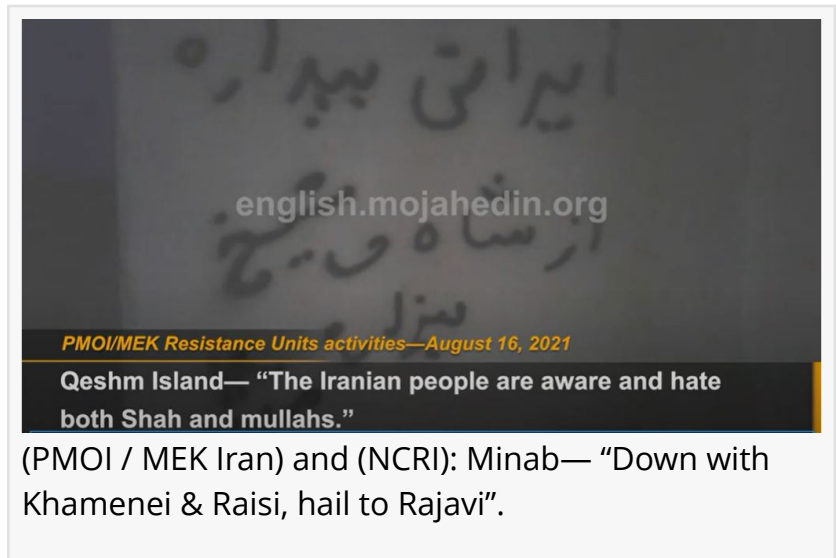 ایرانی بیداره
از شاه و شیخ
بیزاره
english.mojahedin.org
PMOI/MEK Resistance Units activities—August 16, 2021
Qeshm Island— “The Iranian people are aware and hate
both Shah and mullahs.”
(PMOI / MEK Iran) and (NCRI): Minab— “Down with
Khamenei & Raisi, hail to Rajavi”.